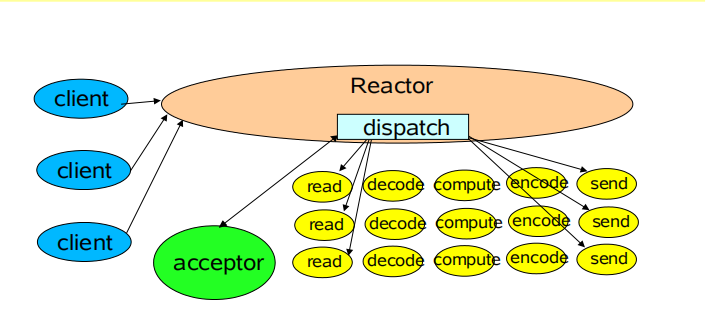 Reactor
client
dispatch
client
read decode compute encode send
read decode compute encode send
client
acceptor
read decode compute encode send